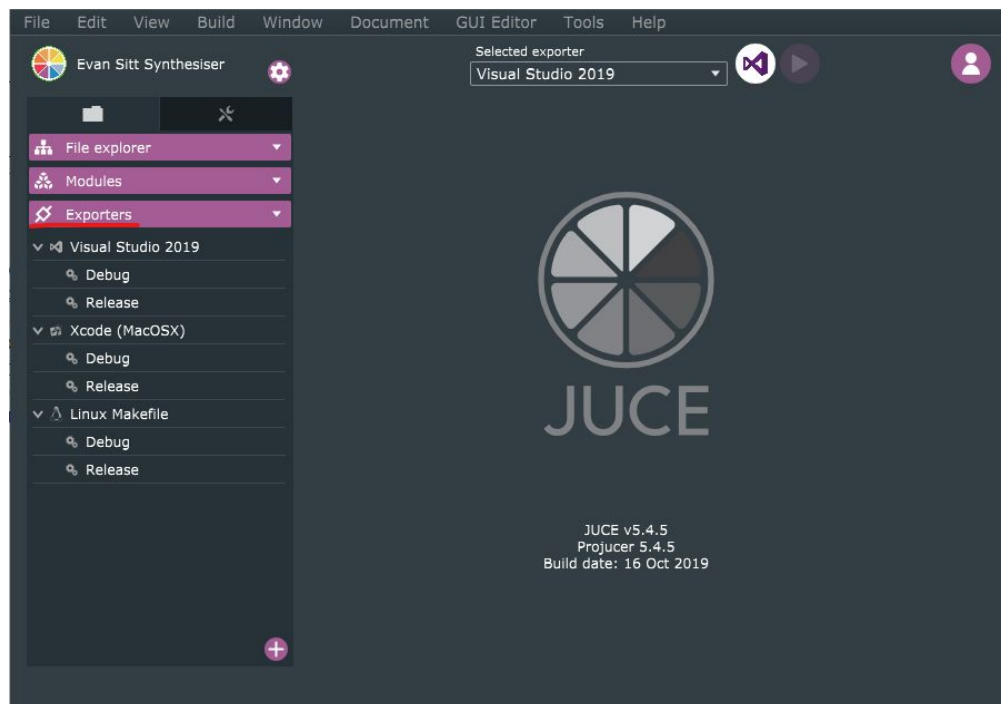 File Edit View Build Window Document GUI Editor Tools Help
Evan Sitt Synthesiser
Selected exporter
Visual Studio 2019
File explorer
Modules
Exporters
Visual Studio 2019
Debug
Release
Xcode (MacOSX)
Debug
Release
Linux Makefile
Debug
Release
JUCE
JUCE v5.4.5
Projucer 5.4.5
Build date: 16 Oct 2019